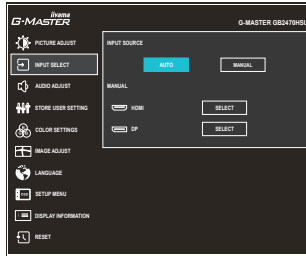 iiyama
G-MASTER
G-MASTER GB2470HSU
PICTURE ADJUST
INPUT SELECT
AUDIO ADJUST
STORE USER SETTING
COLOR SETTINGS
IMAGE ADJUST
LANGUAGE
SETUP MENU
DISPLAY INFORMATION
RESET
INPUT SOURCE
AUTO
MANUAL
MANUAL
HDMI
SELECT
DP
SELECT